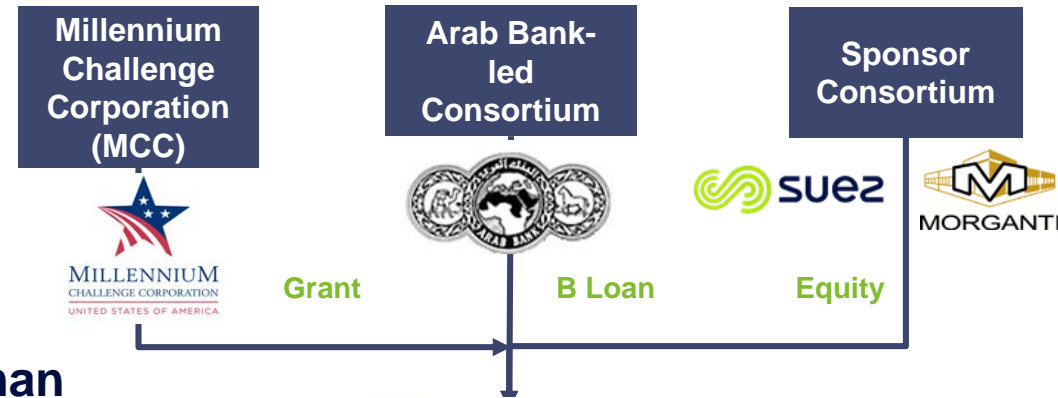 Millennium
Challenge
Corporation
(MCC)
Arab Bank-
led
Consortium
Sponsor
Consortium
MILLENNIUM
CHALLENGE CORPORATION
UNITED STATES OF AMERICA
ARAB BANK
suez
M
MORGANTI
Grant
B Loan
Equity
nan